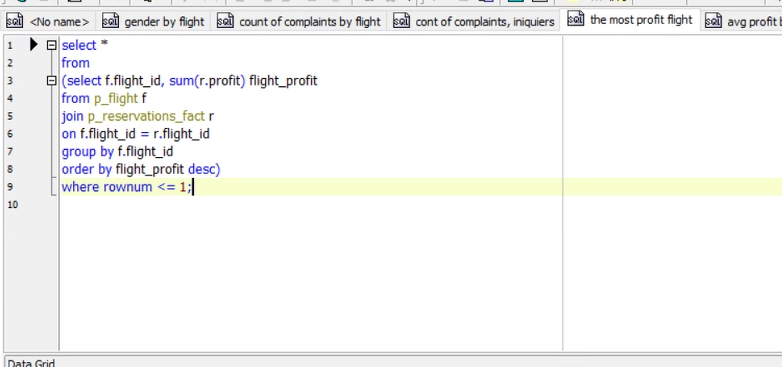 <No name> gender by flight count of complaints by flight cont of complaints, iniquiers the most profit flight avg profit b
1 select *
2 from
3 (select f.flight_id, sum(r.profit) flight_profit
4 from p_flight f
5 join p_reservations_fact r
6 on f.flight_id = r.flight_id
7 group by f.flight_id
8 order by flight_profit desc)
9 where rownum <= 1;
10
Data Grid